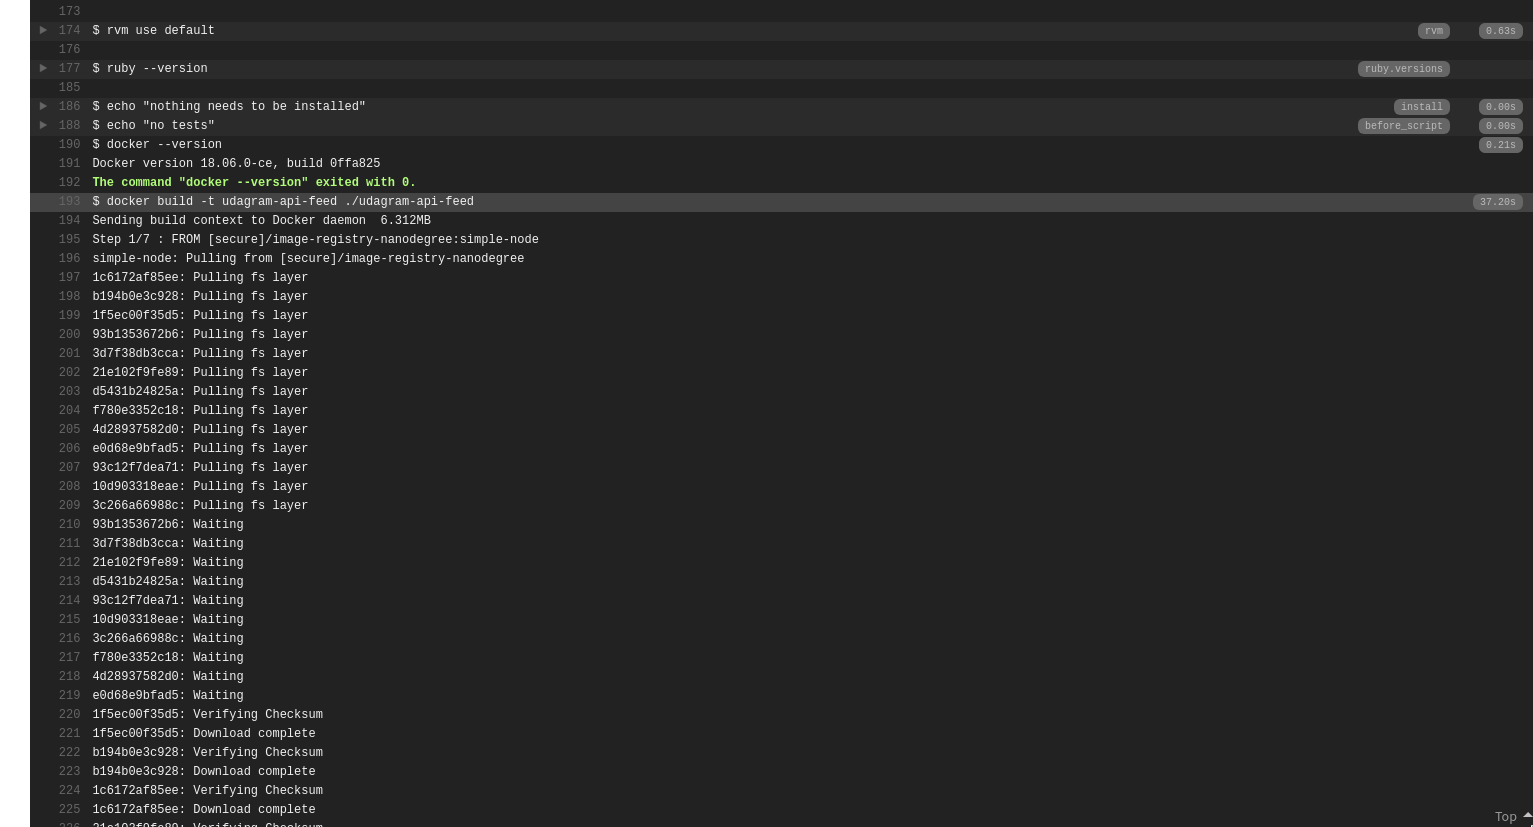 173
174 $ rvm use default rvm 0.63s
176
177 $ ruby --version ruby.versions
185
186 $ echo "nothing needs to be installed" install 0.00s
188 $ echo "no tests" before_script 0.00s
190 $ docker --version 0.21s
191 Docker version 18.06.0-ce, build 0ffa825
192 The command "docker --version" exited with 0.
193 $ docker build -t udagram-api-feed ./udagram-api-feed 37.20s
194 Sending build context to Docker daemon  6.312MB
195 Step 1/7 : FROM [secure]/image-registry-nanodegree:simple-node
196 simple-node: Pulling from [secure]/image-registry-nanodegree
197 1c6172af85ee: Pulling fs layer
198 b194b0e3c928: Pulling fs layer
199 1f5ec00f35d5: Pulling fs layer
200 93b1353672b6: Pulling fs layer
201 3d7f38db3cca: Pulling fs layer
202 21e102f9fe89: Pulling fs layer
203 d5431b24825a: Pulling fs layer
204 f780e3352c18: Pulling fs layer
205 4d28937582d0: Pulling fs layer
206 e0d68e9bfad5: Pulling fs layer
207 93c12f7dea71: Pulling fs layer
208 10d903318eae: Pulling fs layer
209 3c266a66988c: Pulling fs layer
210 93b1353672b6: Waiting
211 3d7f38db3cca: Waiting
212 21e102f9fe89: Waiting
213 d5431b24825a: Waiting
214 93c12f7dea71: Waiting
215 10d903318eae: Waiting
216 3c266a66988c: Waiting
217 f780e3352c18: Waiting
218 4d28937582d0: Waiting
219 e0d68e9bfad5: Waiting
220 1f5ec00f35d5: Verifying Checksum
221 1f5ec00f35d5: Download complete
222 b194b0e3c928: Verifying Checksum
223 b194b0e3c928: Download complete
224 1c6172af85ee: Verifying Checksum
225 1c6172af85ee: Download complete
Top
226 21e102f9fe89: Verifying Checksum